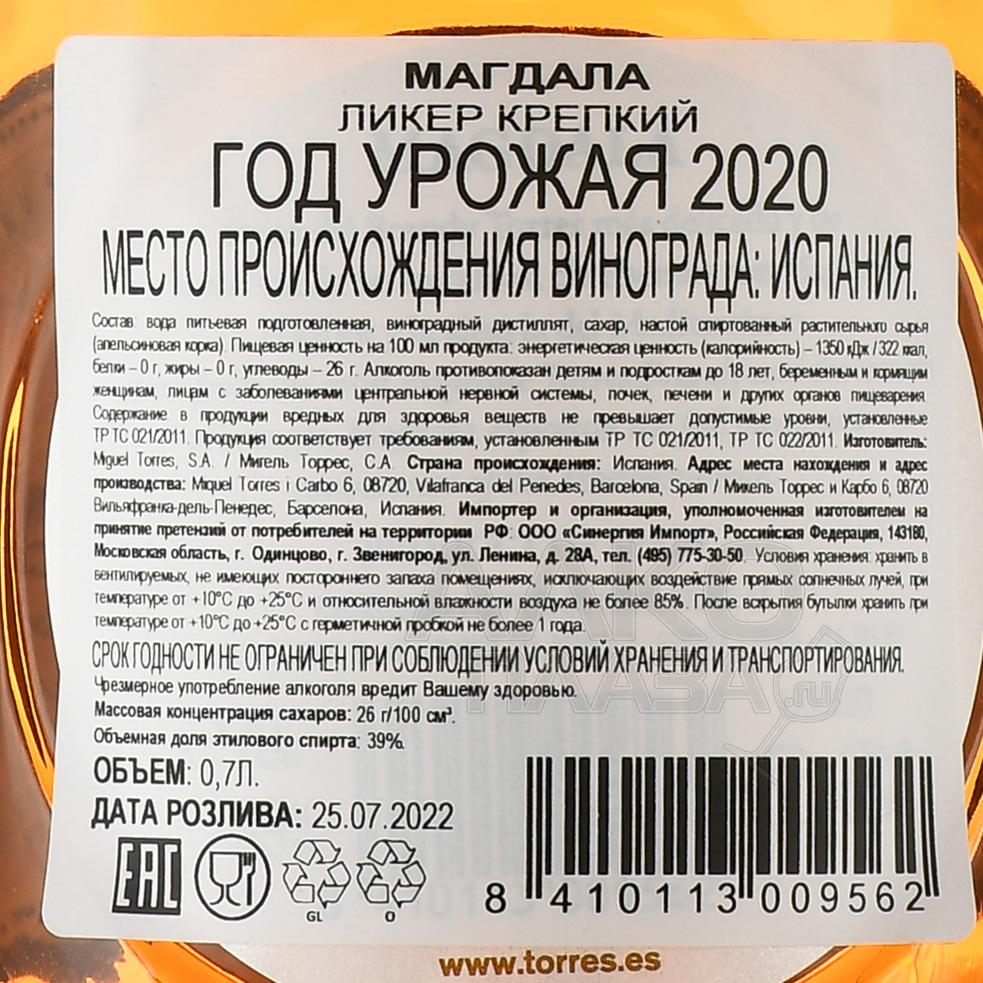 МАГДАЛА
ЛИКЕР КРЕПКИЙ
ГОД УРОЖАЯ 2020
МЕСТО ПРОИСХОЖДЕНИЯ ВИНОГРАДА: ИСПАНИЯ.
Состав: вода питьевая подготовленная, виноградный дистиллят, сахар, настой спиртованный растительного сырья
(апельсиновая корка). Пищевая ценность на 100 мл продукта: энергетическая ценность (калорийность) – 1350 кДж / 322 ккал,
белки – 0 г, жиры – 0 г, углеводы – 26 г. Алкоголь противопоказан детям и подросткам до 18 лет, беременным и кормящим
женщинам, лицам с заболеваниями центральной нервной системы, почек, печени и других органов пищеварения.
Содержание в продукции вредных для здоровья веществ не превышает допустимые уровни, установленные
ТР ТС 021/2011. Продукция соответствует требованиям, установленным ТР ТС 021/2011, ТР ТС 022/2011. Изготовитель:
Miguel Torres, S.A. / Мигель Торрес, С.А. Страна происхождения: Испания. Адрес места нахождения и адрес
производства: Miquel Torres i Carbo 6, 08720, Vilafranca del Penedes, Barcelona, Spain / Микель Торрес и Карбо 6, 08720
Вильяфранка-дель-Пенедес, Барселона, Испания. Импортер и организация, уполномоченная изготовителем на
принятие претензий от потребителей на территории РФ: ООО «Синергия Импорт», Российская Федерация, 143180,
Московская область, г. Одинцово, г. Звенигород, ул. Ленина, д. 28А, тел. (495) 775-30-50. Условия хранения: хранить в
вентилируемых, не имеющих постороннего запаха помещениях, исключающих воздействие прямых солнечных лучей, при
температуре от +10°С до +25°С и относительной влажности воздуха не более 85%. После вскрытия бутылки хранить при
температуре от +10°С до +25°С с герметичной пробкой не более 1 года.
СРОК ГОДНОСТИ НЕ ОГРАНИЧЕН ПРИ СОБЛЮДЕНИИ УСЛОВИЙ ХРАНЕНИЯ И ТРАНСПОРТИРОВАНИЯ.
Чрезмерное употребление алкоголя вредит Вашему здоровью.
Массовая концентрация сахаров: 26 г/100 см³.
Объемная доля этилового спирта: 39%.
ОБЪЕМ: 0,7Л.
ДАТА РОЗЛИВА: 25.07.2022
EAC
GL
O
8 410113 009562
АЛКО
ПЛАЗА.ru
www.torres.es